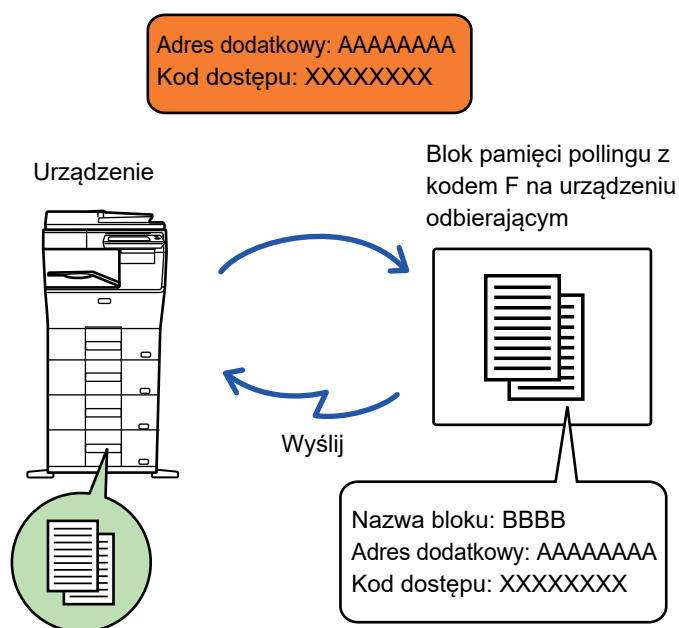 Adres dodatkowy: AAAAAAAA
Kod dostępu: XXXXXXXX
Urządzenie
Blok pamięci pollingu z
kodem F na urządzeniu
odbierającym
Wyślij
Nazwa bloku: BBBB
Adres dodatkowy: AAAAAAAA
Kod dostępu: XXXXXXXX